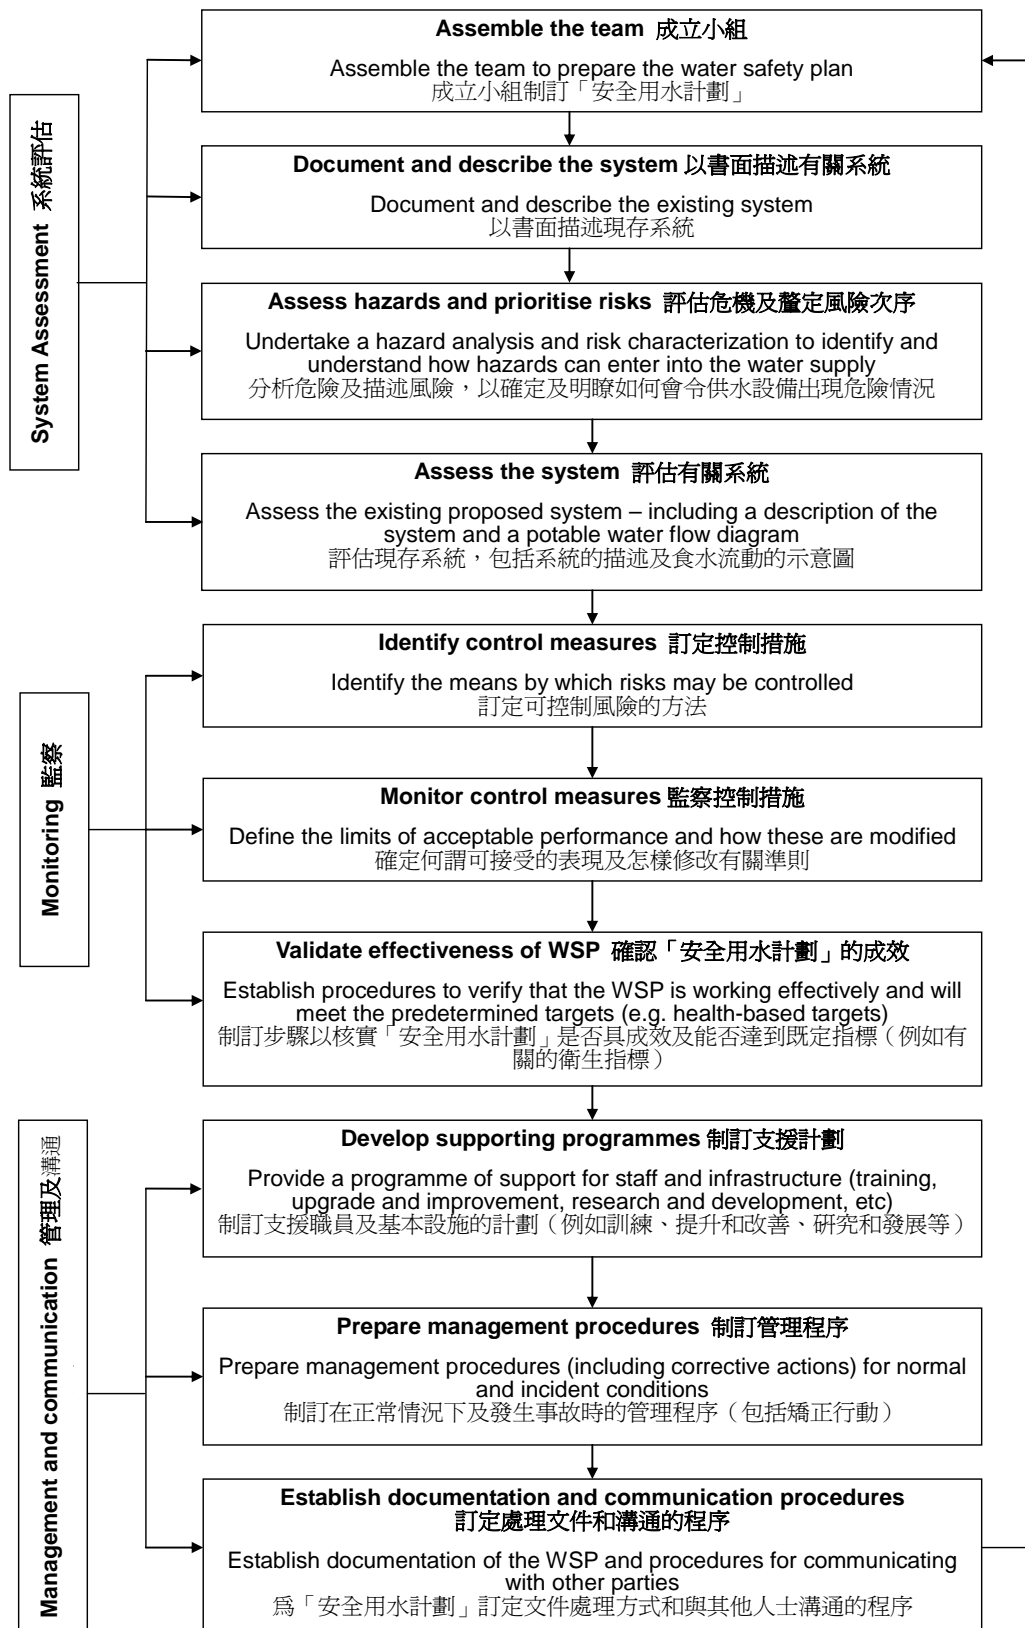 Assemble the team 成立小組
Assemble the team to prepare the water safety plan
成立小組制訂「安全用水計劃」
System Assessment 系統評估
Document and describe the system 以書面描述有關系統
Document and describe the existing system
以書面描述現存系統
Assess hazards and prioritise risks 評估危機及釐定風險次序
Undertake a hazard analysis and risk characterization to identify and
understand how hazards can enter into the water supply
分析危險及描述風險，以確定及明瞭如何會令供水設備出現危險情況
Assess the system 評估有關系統
Assess the existing proposed system – including a description of the
system and a potable water flow diagram
評估現存系統，包括系統的描述及食水流動的示意圖
Identify control measures 訂定控制措施
Identify the means by which risks may be controlled
訂定可控制風險的方法
Monitoring 監察
Monitor control measures 監察控制措施
Define the limits of acceptable performance and how these are modified
確定何謂可接受的表現及怎樣修改有關準則
Validate effectiveness of WSP 確認「安全用水計劃」的成效
Establish procedures to verify that the WSP is working effectively and will
meet the predetermined targets (e.g. health-based targets)
制訂步驟以核實「安全用水計劃」是否具成效及能否達到既定指標（例如有
關的衛生指標）
Management and communication 管理及溝通
Develop supporting programmes 制訂支援計劃
Provide a programme of support for staff and infrastructure (training,
upgrade and improvement, research and development, etc)
制訂支援職員及基本設施的計劃（例如訓練、提升和改善、研究和發展等）
Prepare management procedures 制訂管理程序
Prepare management procedures (including corrective actions) for normal
and incident conditions
制訂在正常情況下及發生事故時的管理程序（包括矯正行動）
Establish documentation and communication procedures
訂定處理文件和溝通的程序
Establish documentation of the WSP and procedures for communicating
with other parties
爲「安全用水計劃」訂定文件處理方式和與其他人士溝通的程序